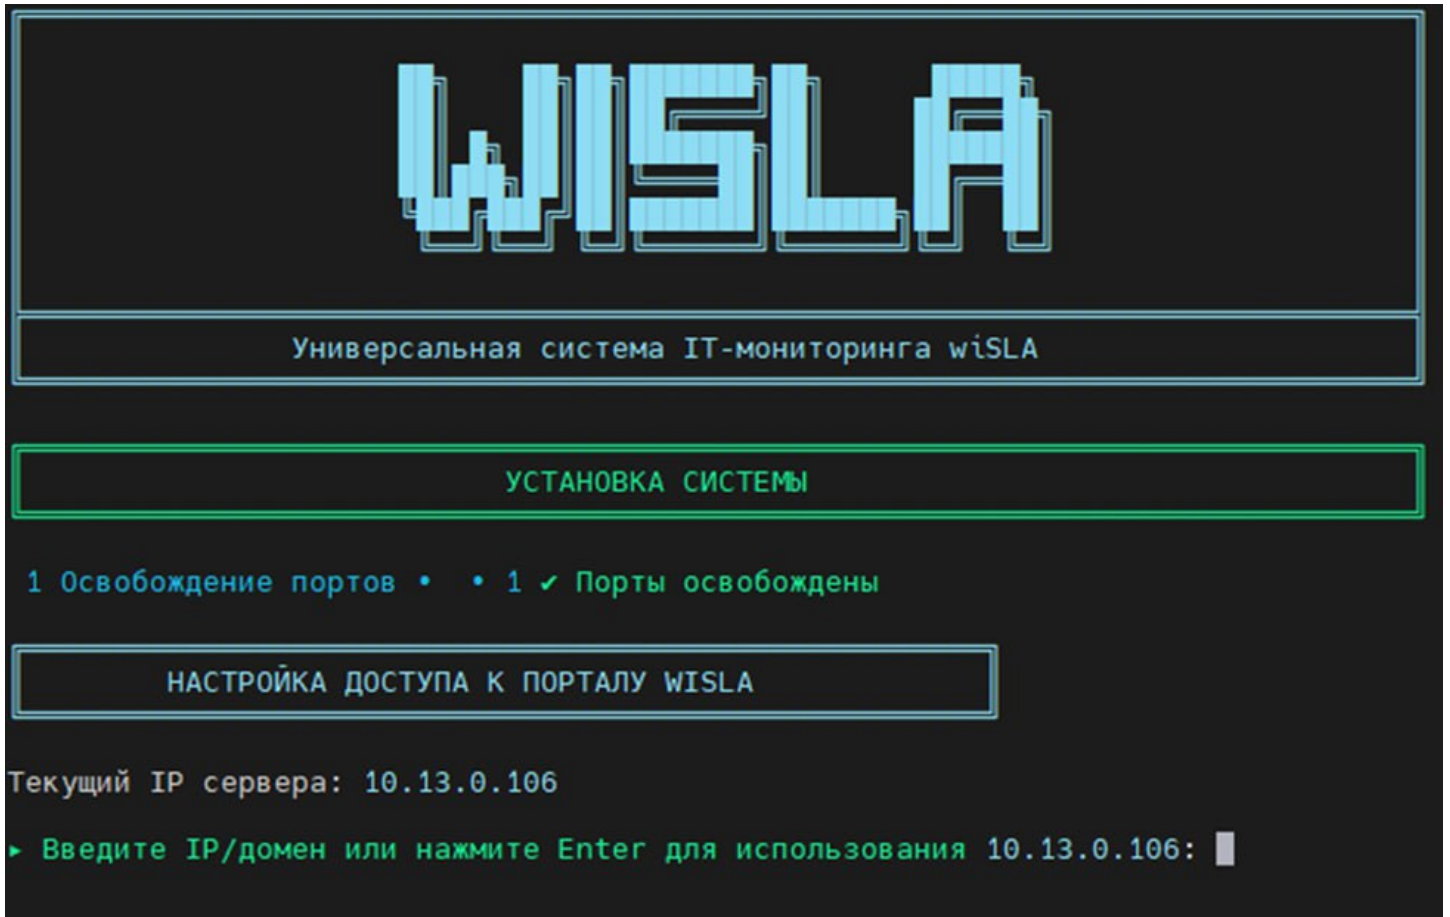 WISLA
Универсальная система IT-мониторинга wiSLA
УСТАНОВКА СИСТЕМЫ
1 Освобождение портов • • 1 ✔ Порты освобождены
НАСТРОЙКА ДОСТУПА К ПОРТАЛУ WISLA
Текущий IP сервера: 10.13.0.106
▸ Введите IP/домен или нажмите Enter для использования 10.13.0.106: